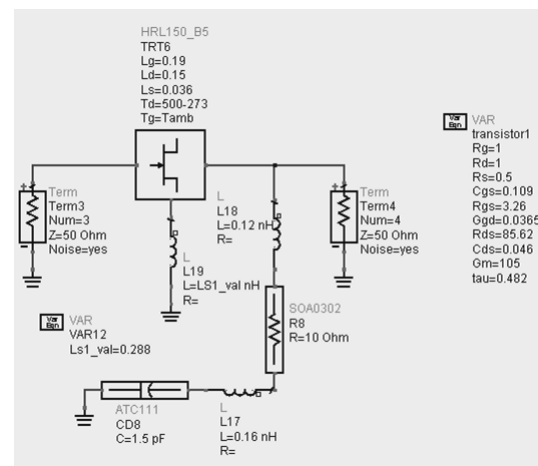 HRL150_B5
TRT6
Lg=0.19
Ld=0.15
Ls=0.036
Td=500-273
Tg=Tamb
Var
Eqn
VAR
transistor1
Rg=1
Rd=1
Rs=0.5
Cgs=0.109
Rgs=3.26
Ggd=0.0365
Rds=85.62
Cds=0.046
Gm=105
tau=0.482
Term
Term3
Num=3
Z=50 Ohm
Noise=yes
L
L18
L=0.12 nH
R=
Term
Term4
Num=4
Z=50 Ohm
Noise=yes
L
L19
L=LS1_val nH
R=
Var
Eqn
VAR
VAR12
Ls1_val=0.288
SOA0302
R8
R=10 Ohm
ATC111
CD8
C=1.5 pF
L
L17
L=0.16 nH
R=